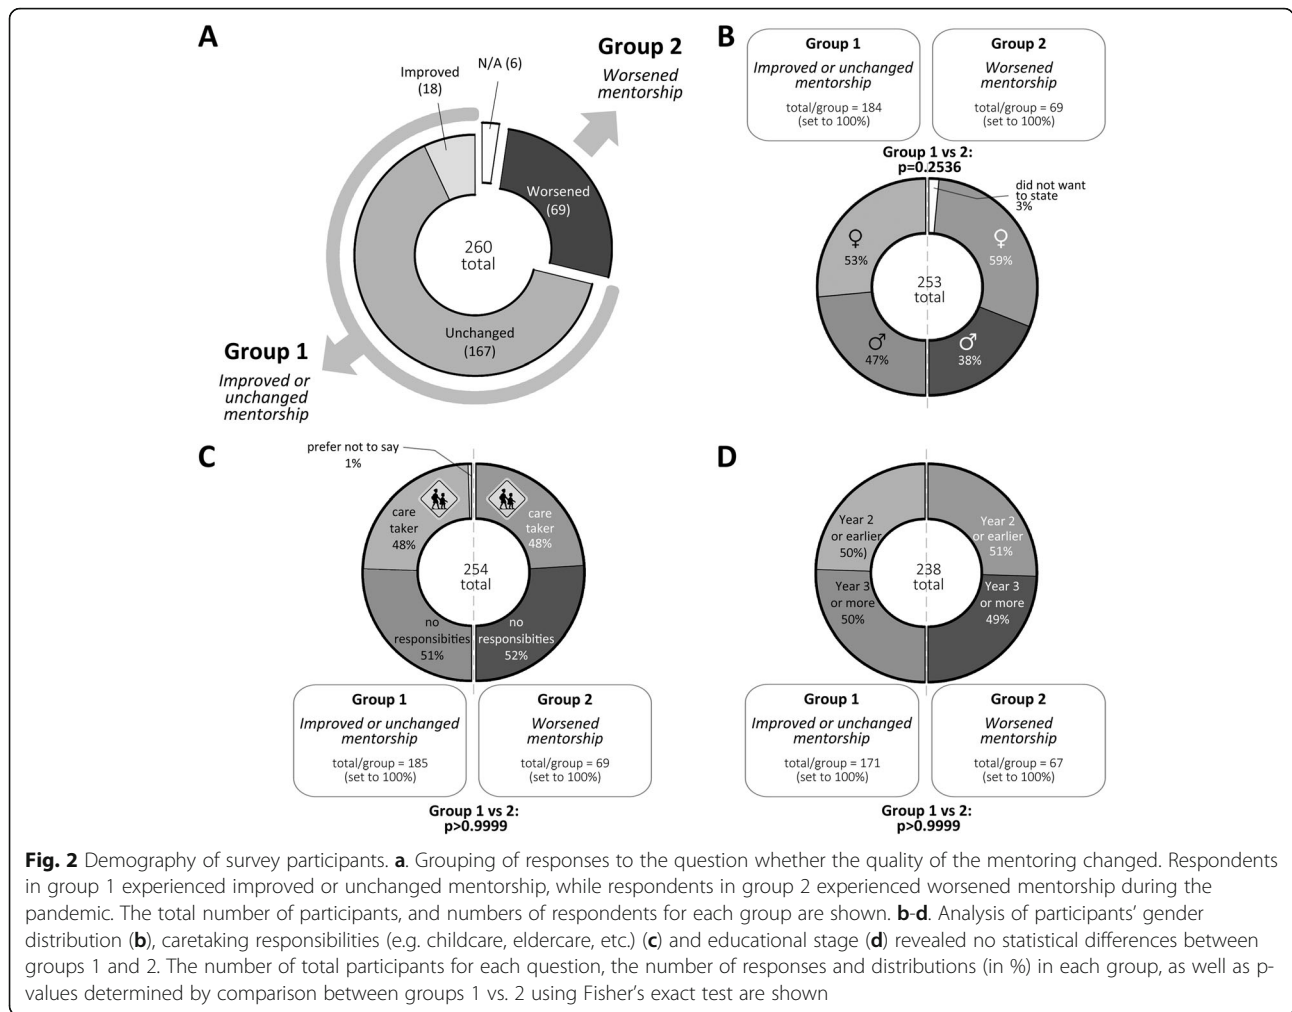 A
Group 2
Worsened
mentorship
N/A (6)
Improved
(18)
Worsened
(69)
260
total
Unchanged
(167)
Group 1
Improved or
unchanged
mentorship
B
Group 1
Improved or unchanged
mentorship
total/group = 184
(set to 100%)
Group 2
Worsened
mentorship
total/group = 69
(set to 100%)
Group 1 vs 2:
p=0.2536
did not want
to state
3%
♀
53%
♀
59%
253
total
♂
47%
♂
38%
C
prefer not to say
1%
care
taker
48%
care
taker
48%
254
total
no
responsibities
51%
no
responsibities
52%
Group 1
Improved or unchanged
mentorship
total/group = 185
(set to 100%)
Group 2
Worsened
mentorship
total/group = 69
(set to 100%)
Group 1 vs 2:
p>0.9999
D
Year 2
or earlier
50%)
Year 2
or earlier
51%
238
total
Year 3
or more
50%
Year 3
or more
49%
Group 1
Improved or unchanged
mentorship
total/group = 171
(set to 100%)
Group 2
Worsened
mentorship
total/group = 67
(set to 100%)
Group 1 vs 2:
p>0.9999
Fig. 2 Demography of survey participants. a. Grouping of responses to the question whether the quality of the mentoring changed. Respondents
in group 1 experienced improved or unchanged mentorship, while respondents in group 2 experienced worsened mentorship during the
pandemic. The total number of participants, and numbers of respondents for each group are shown. b-d. Analysis of participants' gender
distribution (b), caretaking responsibilities (e.g. childcare, eldercare, etc.) (c) and educational stage (d) revealed no statistical differences between
groups 1 and 2. The number of total participants for each question, the number of responses and distributions (in %) in each group, as well as p-
values determined by comparison between groups 1 vs. 2 using Fisher's exact test are shown